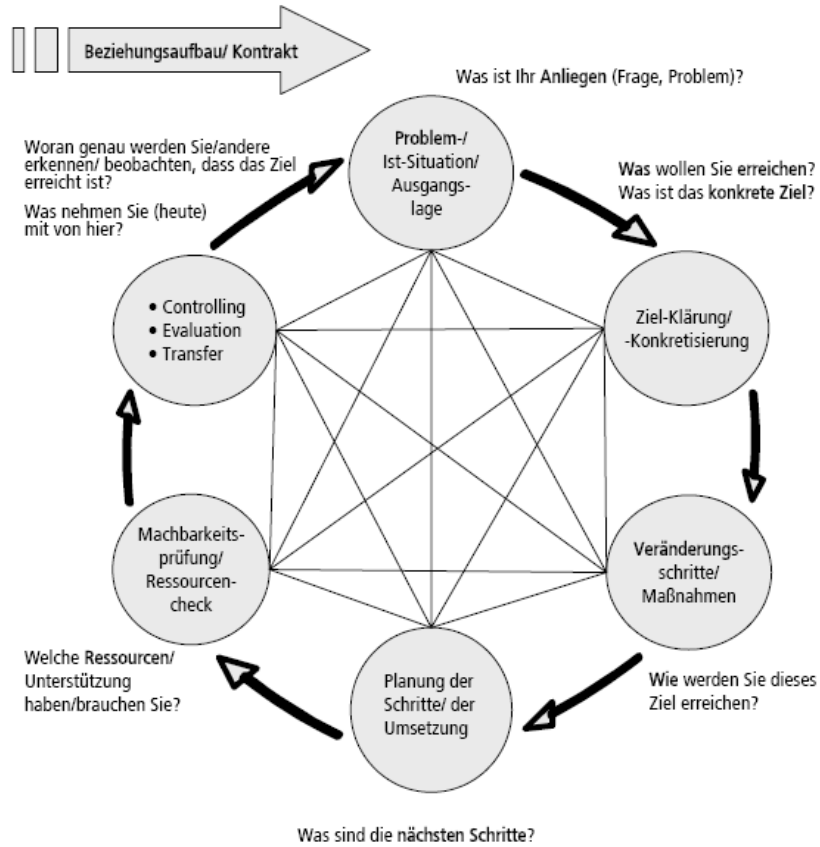 Beziehungsaufbau/ Kontrakt
Was ist Ihr Anliegen (Frage, Problem)?
Problem-/
Ist-Situation/
Ausgangs-
lage
Was wollen Sie erreichen?
Was ist das konkrete Ziel?
Ziel-Klärung/
-Konkretisierung
Veränderungs-
schritte/
Maßnahmen
Wie werden Sie dieses
Ziel erreichen?
Planung der
Schritte/ der
Umsetzung
Was sind die nächsten Schritte?
Machbarkeits-
prüfung/
Ressourcen-
check
Welche Ressourcen/
Unterstützung
haben/brauchen Sie?
• Controlling
• Evaluation
• Transfer
Woran genau werden Sie/andere
erkennen/ beobachten, dass das Ziel
erreicht ist?
Was nehmen Sie (heute)
mit von hier?